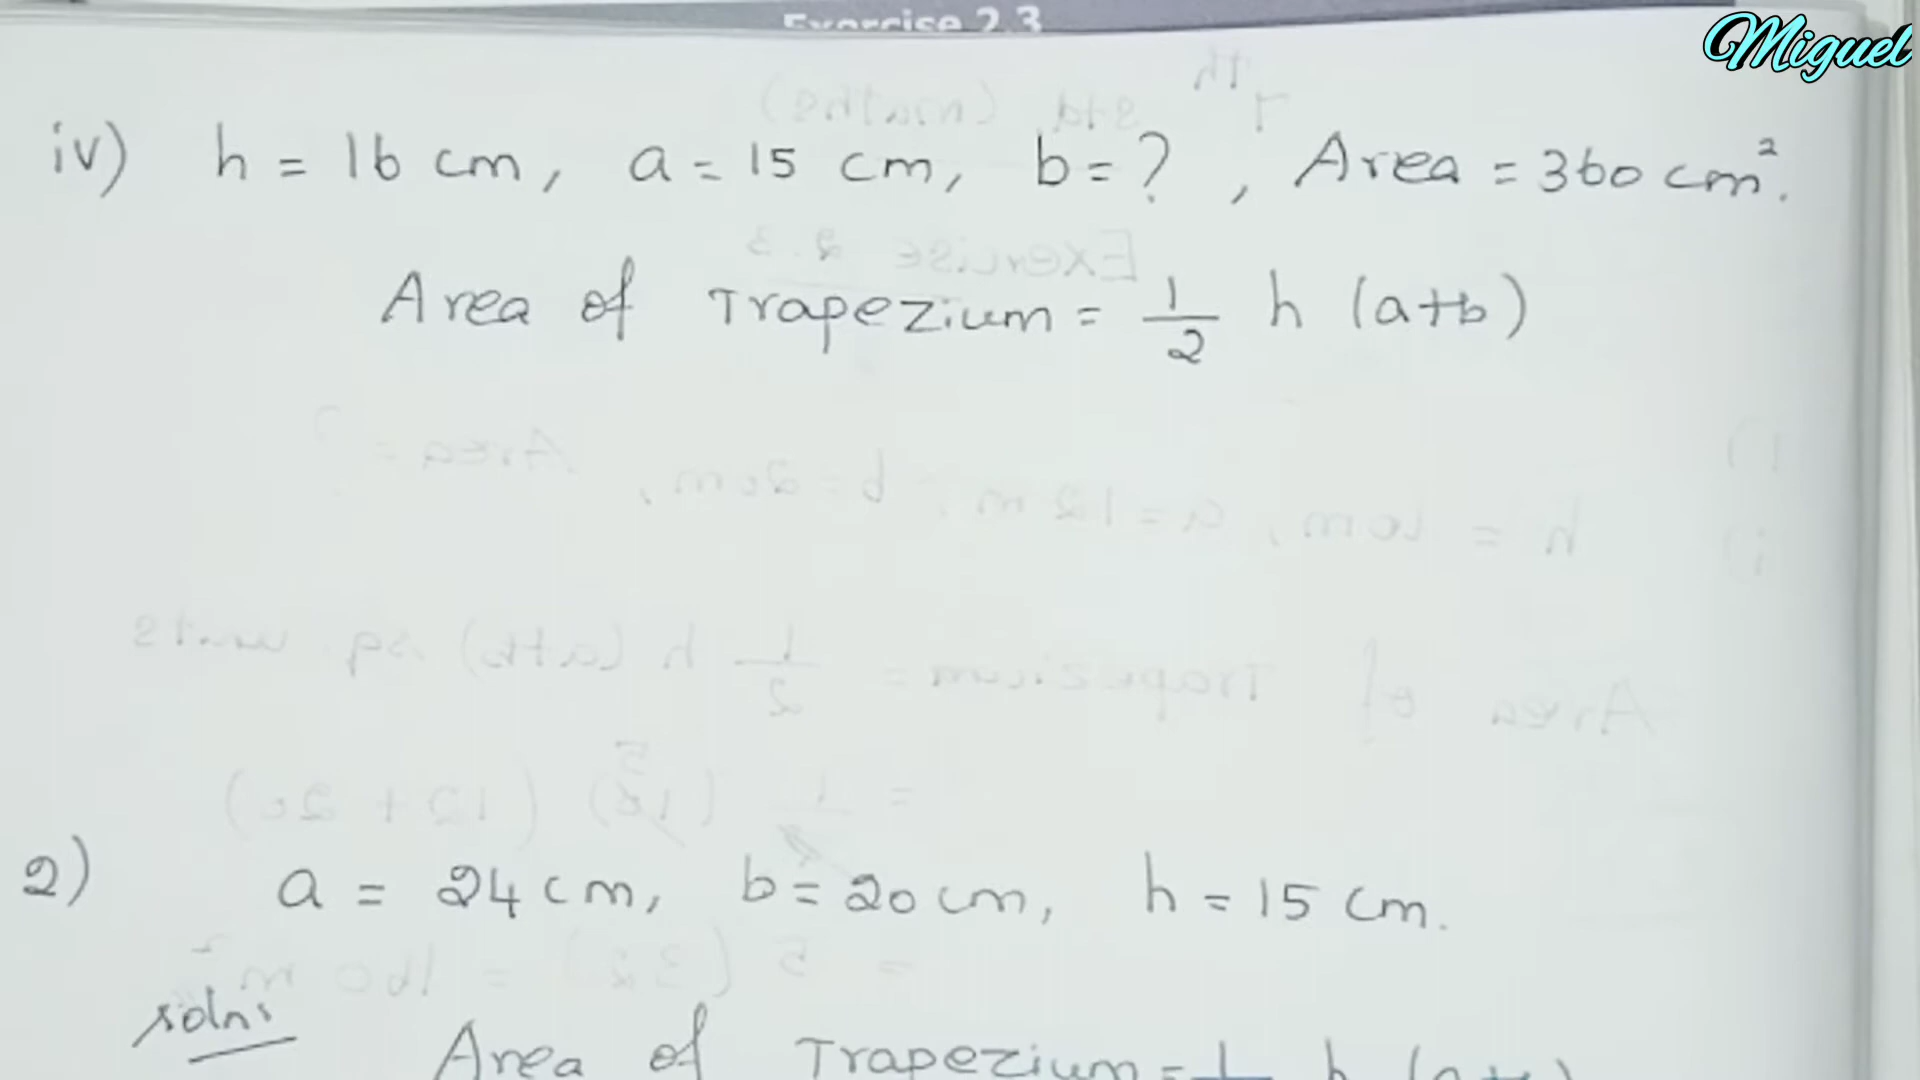 Exercise 2.3
Miguel
iv) h = 16 cm, a = 15 cm, b = ? , Area = 360 cm².
Area of Trapezium = 1/2 h (a+b)
2) a = 24 cm, b = 20 cm, h = 15 cm.
soln:
Area of Trapezium = 1 h (a+